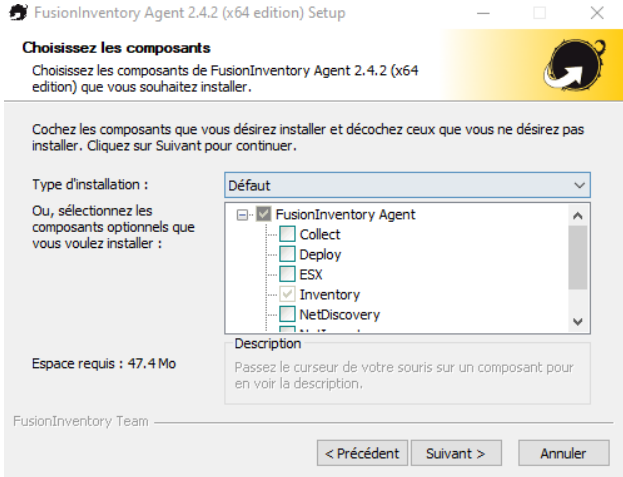 FusionInventory Agent 2.4.2 (x64 edition) Setup
Choisissez les composants
Choisissez les composants de FusionInventory Agent 2.4.2 (x64
edition) que vous souhaitez installer.
Cochez les composants que vous désirez installer et décochez ceux que vous ne désirez pas
installer. Cliquez sur Suivant pour continuer.
Type d'installation :
Défaut
Ou, sélectionnez les
composants optionnels que
vous voulez installer :
FusionInventory Agent
Collect
Deploy
ESX
Inventory
NetDiscovery
Espace requis : 47.4 Mo
Description
Passez le curseur de votre souris sur un composant pour
en voir la description.
FusionInventory Team
< Précédent
Suivant >
Annuler